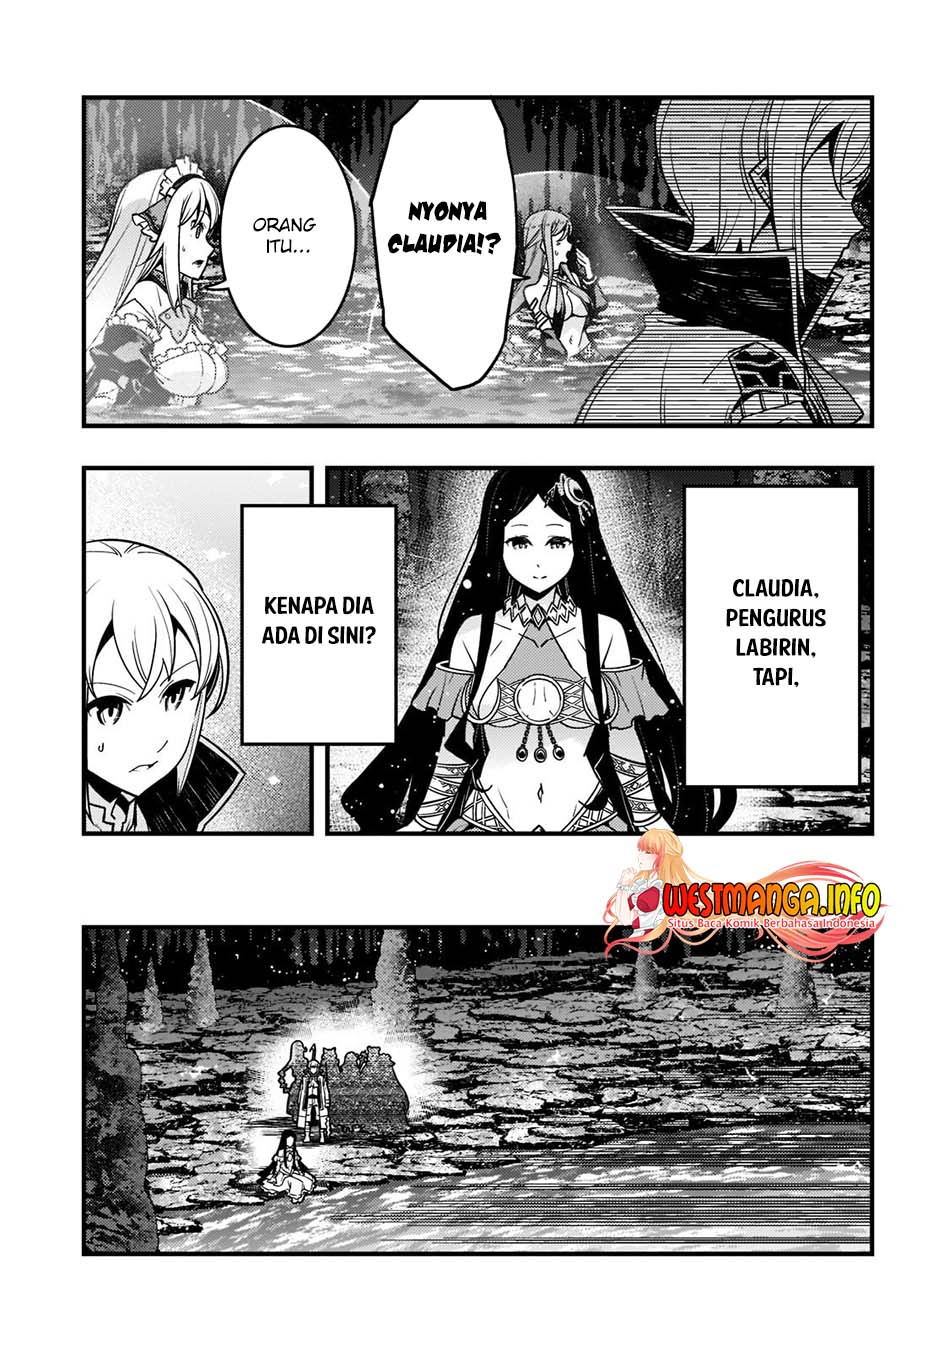 NYONYA
CLAUDIA!?
ORANG
ITU...
CLAUDIA,
PENGURUS
LABIRIN,
TAPI,
KENAPA DIA
ADA DI SINI?
WESTMANGA.INFO
Situs Baca Komik Berbahasa Indonesia